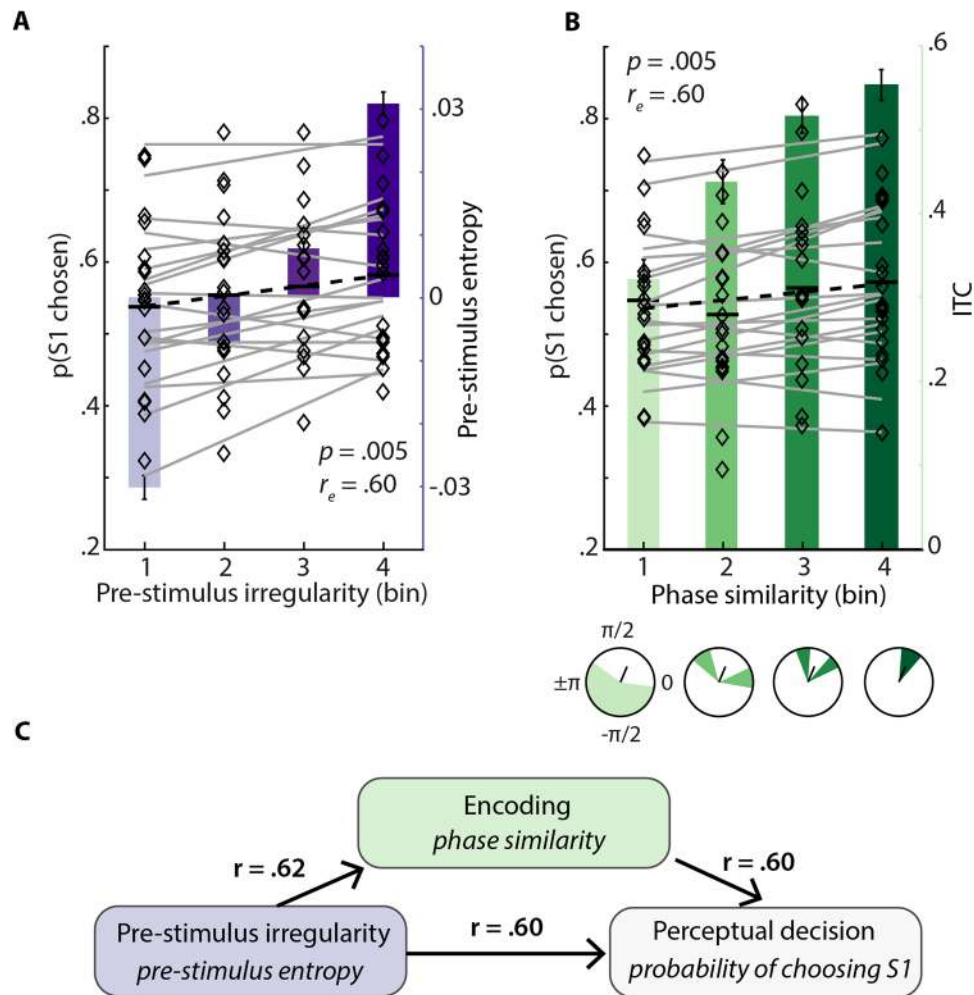 A
p(S1 chosen)
.8
.6
.4
.2
.03
0
-.03
Pre-stimulus entropy
p = .005
re = .60
1 2 3 4
Pre-stimulus irregularity (bin)
B
p = .005
re = .60
p(S1 chosen)
.8
.6
.4
.2
.6
.4
.2
0
ITC
1 2 3 4
Phase similarity (bin)
π/2
±π 0
-π/2
C
Encoding
phase similarity
r = .62
r = .60
Pre-stimulus irregularity
pre-stimulus entropy
r = .60
Perceptual decision
probability of choosing S1